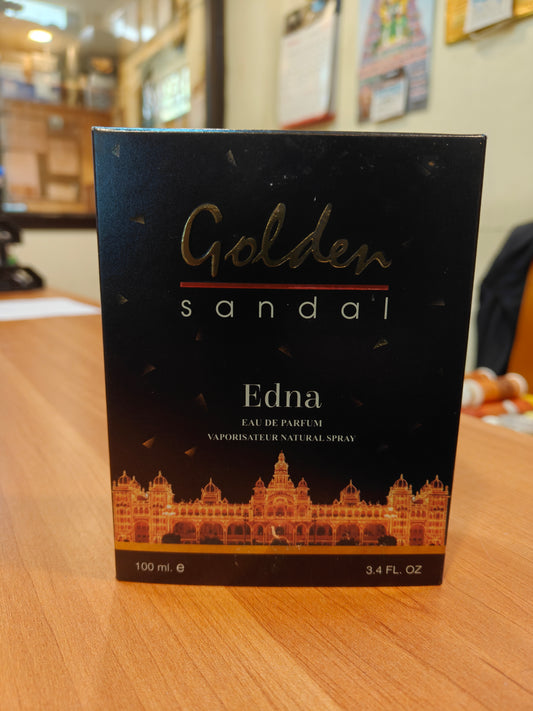 Golden
sandal
Edna
EAU DE PARFUM
VAPORISATEUR NATURAL SPRAY
100 ml. e
3.4 FL. OZ